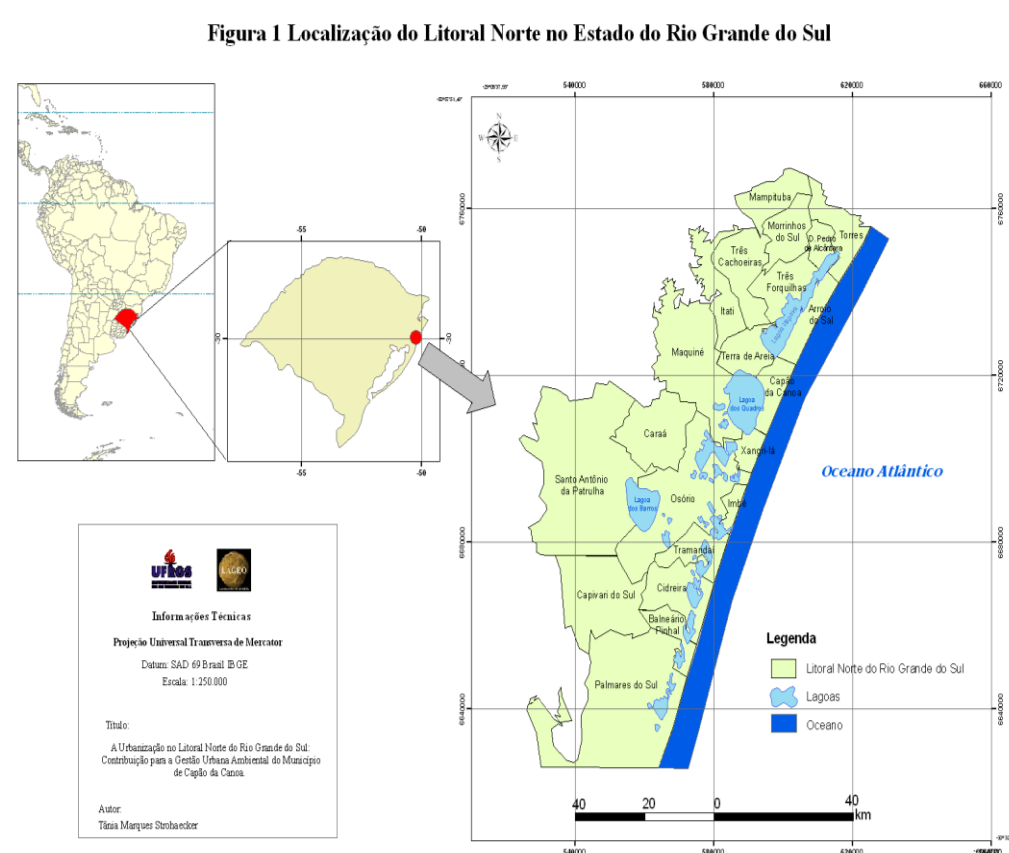 Figura 1 Localização do Litoral Norte no Estado do Rio Grande do Sul
540000
580000
620000
660000
6760000
6760000
6720000
6680000
6680000
6640000
6640000
N
W
E
S
-55
-50
-30
-30
-55
-50
Mampituba
Morrinhos
do Sul
D. Pedro
de Alcântara
Torres
Três
Cachoeiras
Três
Forquilhas
Itati
Arroio
do Sal
Maquiné
Terra de Areia
Capão
da Canoa
Lagoa
dos Quadros
Caraá
Xangri-lá
Santo Antônio
da Patrulha
Lagoa
dos Barros
Osório
Imbé
Tramandaí
Capivari do Sul
Cidreira
Balneário
Pinhal
Palmares do Sul
Oceano Atlântico
Legenda
Litoral Norte do Rio Grande do Sul
Lagoas
Oceano
40
20
0
40
km
540000
580000
620000
UFRGS
LAGEO
Informações Técnicas
Projeção Universal Transversa de Mercator
Datum: SAD 69 Brasil IBGE
Escala: 1:250.000
Título:
A Urbanização no Litoral Norte do Rio Grande do Sul:
Contribuição para a Gestão Urbana Ambiental do Município
de Capão da Canoa.
Autor:
Tânia Marques Strohaecker